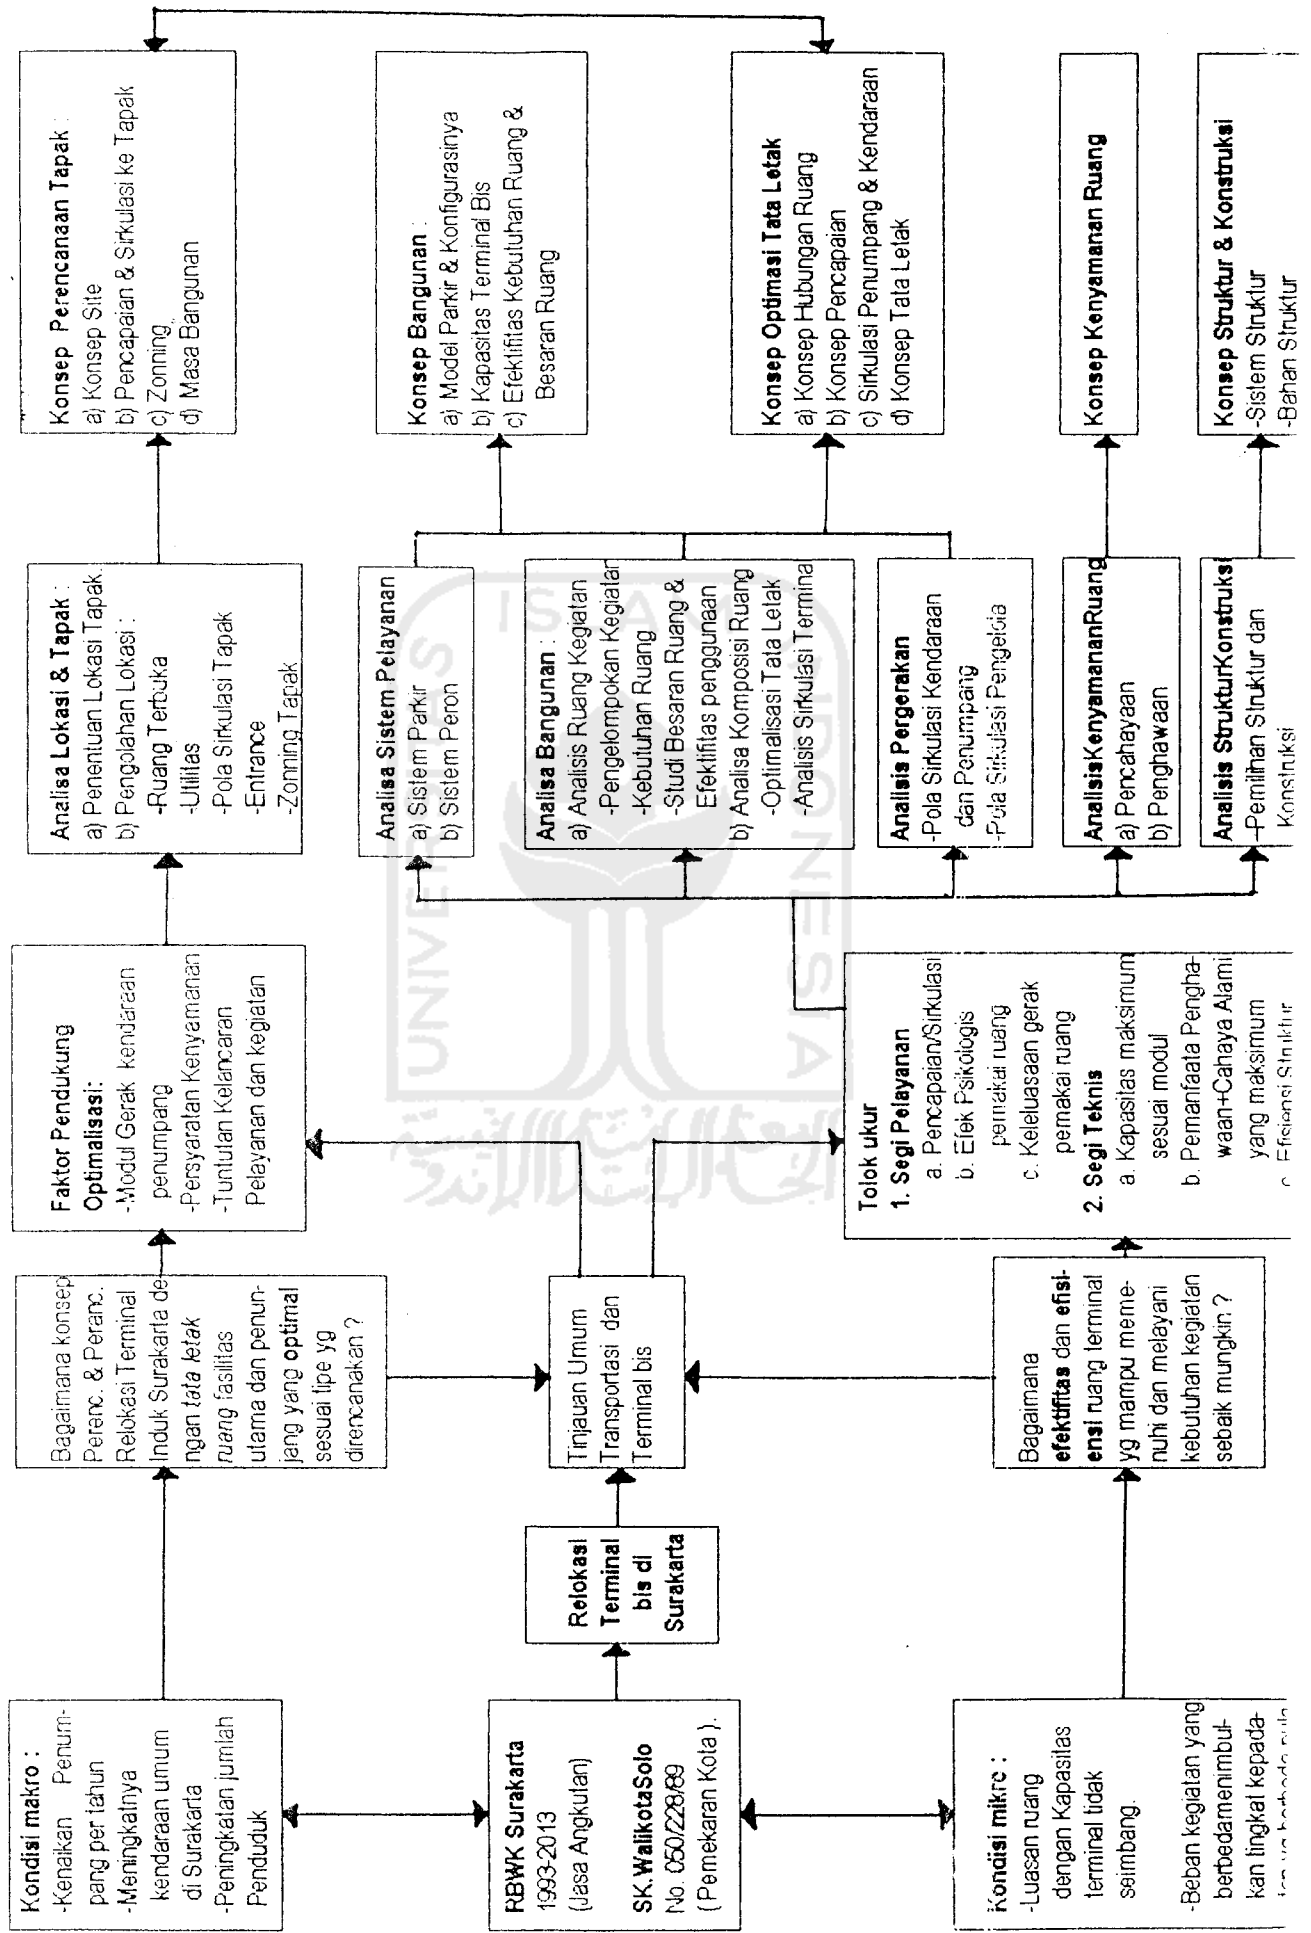 Kondisi makro :
-Kenaikan Penum-
pang per tahun
-Meningkatnya
kendaraan umum
di Surakarta
-Peningkatan jumlah
Penduduk
RBWK Surakarta
1993-2013
(Jasa Angkutan)
SK.WalikotaSolo
No. 050/228/89
( Pemekaran Kota ).
Kondisi mikro :
-Luasan ruang
dengan Kapasitas
terminal tidak
seimbang.
-Beban kegiatan yang
berbedamenimbul-
kan tingkat kepada-
Relokasi
Terminal
bis di
Surakarta
Bagaimana konsep
Perenc. & Peranc.
Relokasi Terminal
Induk Surakarta de
ngan tata letak
ruang fasilitas
utama dan penun-
jang yang optimal
sesuai tipe yg
direncanakan ?
Tinjauan Umum
Transportasi dan
Terminal bis
Bagaimana
efektifitas dan efisi-
ensi ruang terminal
yg mampu meme-
nuhi dan melayani
kebutuhan kegiatan
sebaik mungkin ?
Faktor Pendukung
Optimalisasi:
-Modul Gerak kendaraan
penumpang
-Persyaratan Kenyamanan
-Tuntutan Kelancaran
Pelayanan dan kegiatan
Tolok ukur
1. Segi Pelayanan
a. Pencapaian/Sirkulasi
b. Efek Psikologis
pemakai ruang
c. Keleluasaan gerak
pemakai ruang
2. Segi Teknis
a. Kapasitas maksimum
sesuai modul
b. Pemanfaata Pengha-
waan+Cahaya Alami
yang maksimum
c. Efisiensi Struktur
Analisa Lokasi & Tapak :
a) Penentuan Lokasi Tapak
b) Pengolahan Lokasi :
-Ruang Terbuka
-Utilitas
-Pola Sirkulasi Tapak
-Entrance
-Zonning Tapak
Analisa Sistem Pelayanan
a) Sistem Parkir
b) Sistem Peron
Analisa Bangunan :
a) Analisis Ruang Kegiatan
-Pengelompokan Kegiatan
-Kebutuhan Ruang
-Studi Besaran Ruang &
Efektifitas penggunaan
b) Analisa Komposisi Ruang
-Optimalisasi Tata Letak
-Analisis Sirkulasi Terminal
Analisis Pergerakan
-Pola Sirkulasi Kendaraan
dan Penumpang
-Pola Sirkulasi Pengelola
AnalisisKenyamananRuang
a) Pencahayaan
b) Penghawaan
Analisis StrukturKonstruksi
-Pemilihan Struktur dan
Konstruksi
Konsep Perencanaan Tapak :
a) Konsep Site
b) Pencapaian & Sirkulasi ke Tapak
c) Zonning
d) Masa Bangunan
Konsep Bangunan :
a) Model Parkir & Konfigurasinya
b) Kapasitas Terminal Bis
c) Efektifitas Kebutuhan Ruang &
Besaran Ruang
Konsep Optimasi Tata Letak
a) Konsep Hubungan Ruang
b) Konsep Pencapaian
c) Sirkulasi Penumpang & Kendaraan
d) Konsep Tata Letak
Konsep Kenyamanan Ruang
Konsep Struktur & Konstruksi
-Sistem Struktur
-Bahan Struktur
UNIVERSITAS ISLAM INDONESIA